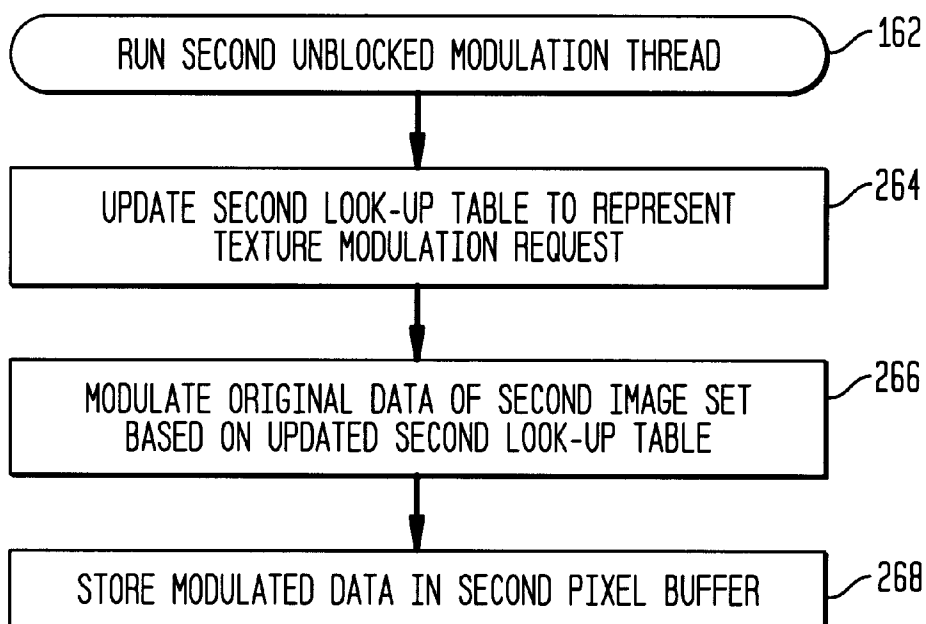 RUN SECOND UNBLOCKED MODULATION THREAD
162
UPDATE SECOND LOOK-UP TABLE TO REPRESENT
TEXTURE MODULATION REQUEST
264
MODULATE ORIGINAL DATA OF SECOND IMAGE SET
BASED ON UPDATED SECOND LOOK-UP TABLE
266
STORE MODULATED DATA IN SECOND PIXEL BUFFER
268